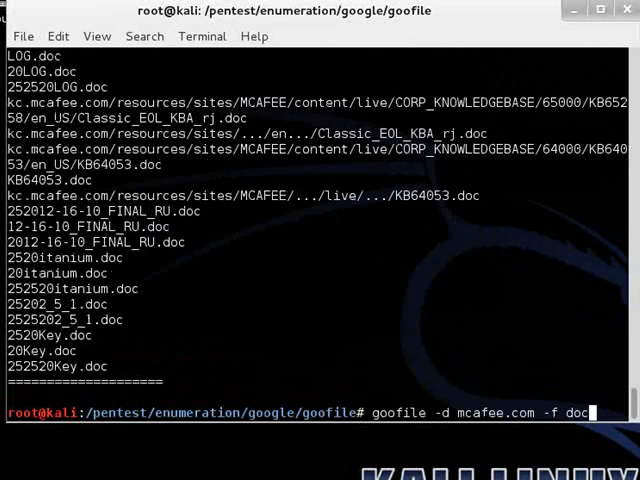 root@kali: /pentest/enumeration/google/goofile
File Edit View Search Terminal Help
LOG.doc
20LOG.doc
252520LOG.doc
kc.mcafee.com/resources/sites/MCAFEE/content/live/CORP_KNOWLEDGEBASE/65000/KB652
58/en_US/Classic_EOL_KBA_rj.doc
kc.mcafee.com/resources/sites/.../en.../Classic_EOL_KBA_rj.doc
kc.mcafee.com/resources/sites/MCAFEE/content/live/CORP_KNOWLEDGEBASE/64000/KB640
53/en_US/KB64053.doc
KB64053.doc
kc.mcafee.com/resources/sites/MCAFEE/.../live/.../KB64053.doc
252012-16-10_FINAL_RU.doc
12-16-10_FINAL_RU.doc
2012-16-10_FINAL_RU.doc
2520itanium.doc
20itanium.doc
252520itanium.doc
25202_5_1.doc
2525202_5_1.doc
2520Key.doc
20Key.doc
252520Key.doc
====================
root@kali:/pentest/enumeration/google/goofile# goofile -d mcafee.com -f doc
KALI LINUX